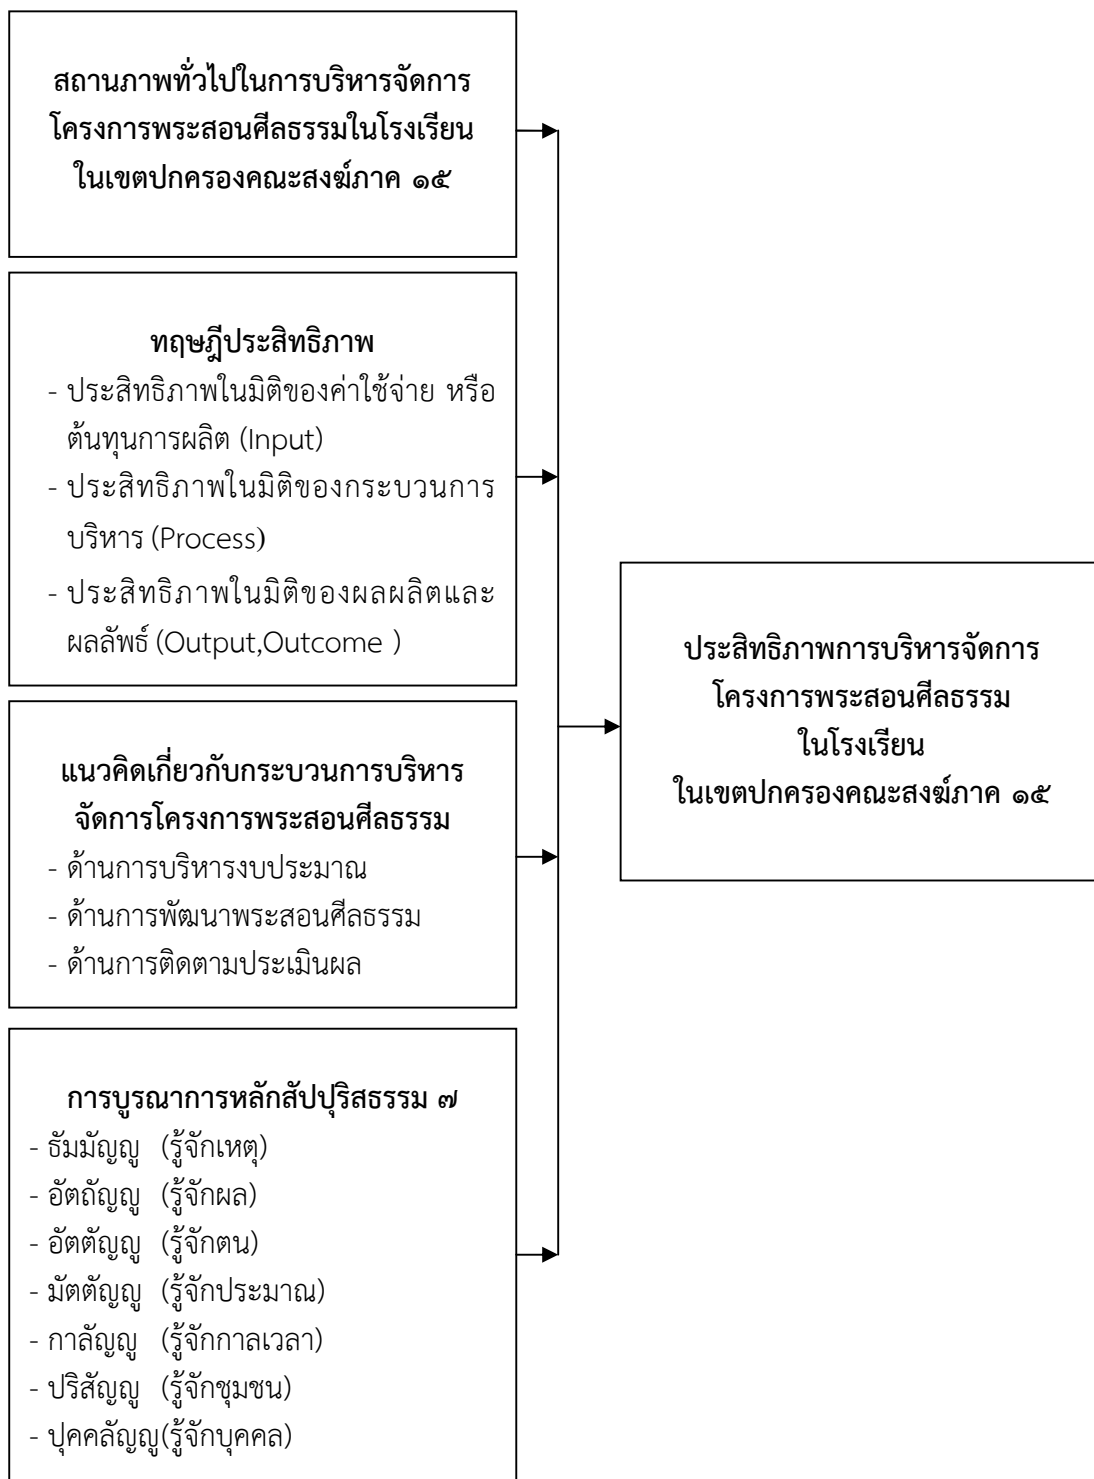 สถานภาพทั่วไปในการบริหารจัดการ
โครงการพระสอนศีลธรรมในโรงเรียน
ในเขตปกครองคณะสงฆ์ภาค ๑๕
ทฤษฎีประสิทธิภาพ
- ประสิทธิภาพในมิติของค่าใช้จ่าย หรือ
ต้นทุนการผลิต (Input)
- ประสิทธิภาพในมิติของกระบวนการ
บริหาร (Process)
- ประสิทธิภาพในมิติของผลผลิตและ
ผลลัพธ์ (Output,Outcome )
แนวคิดเกี่ยวกับกระบวนการบริหาร
จัดการโครงการพระสอนศีลธรรม
- ด้านการบริหารงบประมาณ
- ด้านการพัฒนาพระสอนศีลธรรม
- ด้านการติดตามประเมินผล
การบูรณาการหลักสัปปุริสธรรม ๗
- ธัมมัญญู (รู้จักเหตุ)
- อัตถัญญู (รู้จักผล)
- อัตตัญญู (รู้จักตน)
- มัตตัญญู (รู้จักประมาณ)
- กาลัญญู (รู้จักกาลเวลา)
- ปริสัญญู (รู้จักชุมชน)
- ปุคคลัญญู(รู้จักบุคคล)
ประสิทธิภาพการบริหารจัดการ
โครงการพระสอนศีลธรรม
ในโรงเรียน
ในเขตปกครองคณะสงฆ์ภาค ๑๕